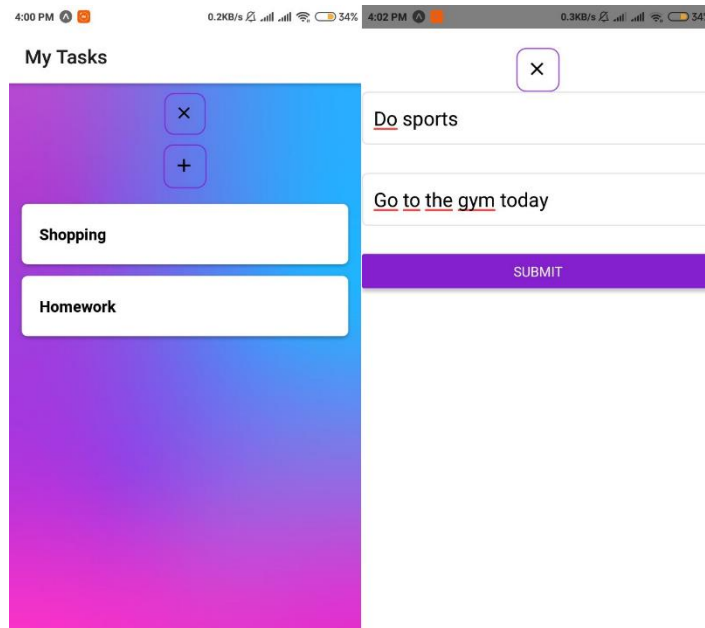 4:00 PM 0.2KB/s 34%
My Tasks
×
+
Shopping
Homework
4:02 PM 0.3KB/s 34
×
Do sports
Go to the gym today
SUBMIT